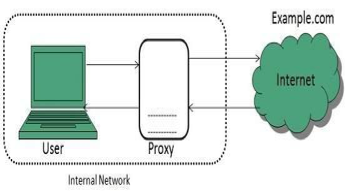 Example.com
Internet
User
Proxy
Internal Network